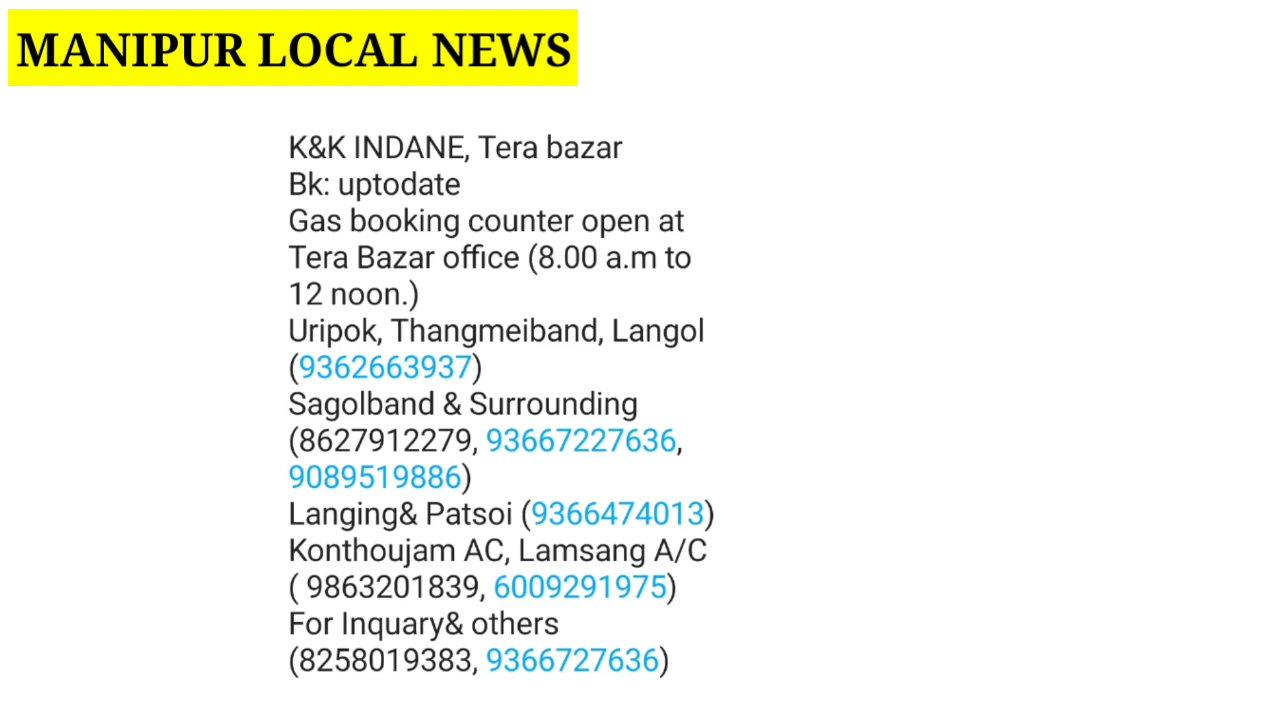 MANIPUR LOCAL NEWS
K&K INDANE, Tera bazar
Bk: uptodate
Gas booking counter open at
Tera Bazar office (8.00 a.m to
12 noon.)
Uripok, Thangmeiband, Langol
(9362663937)
Sagolband & Surrounding
(8627912279, 93667227636,
9089519886)
Langing& Patsoi (9366474013)
Konthoujam AC, Lamsang A/C
( 9863201839, 6009291975)
For Inquary& others
(8258019383, 9366727636)